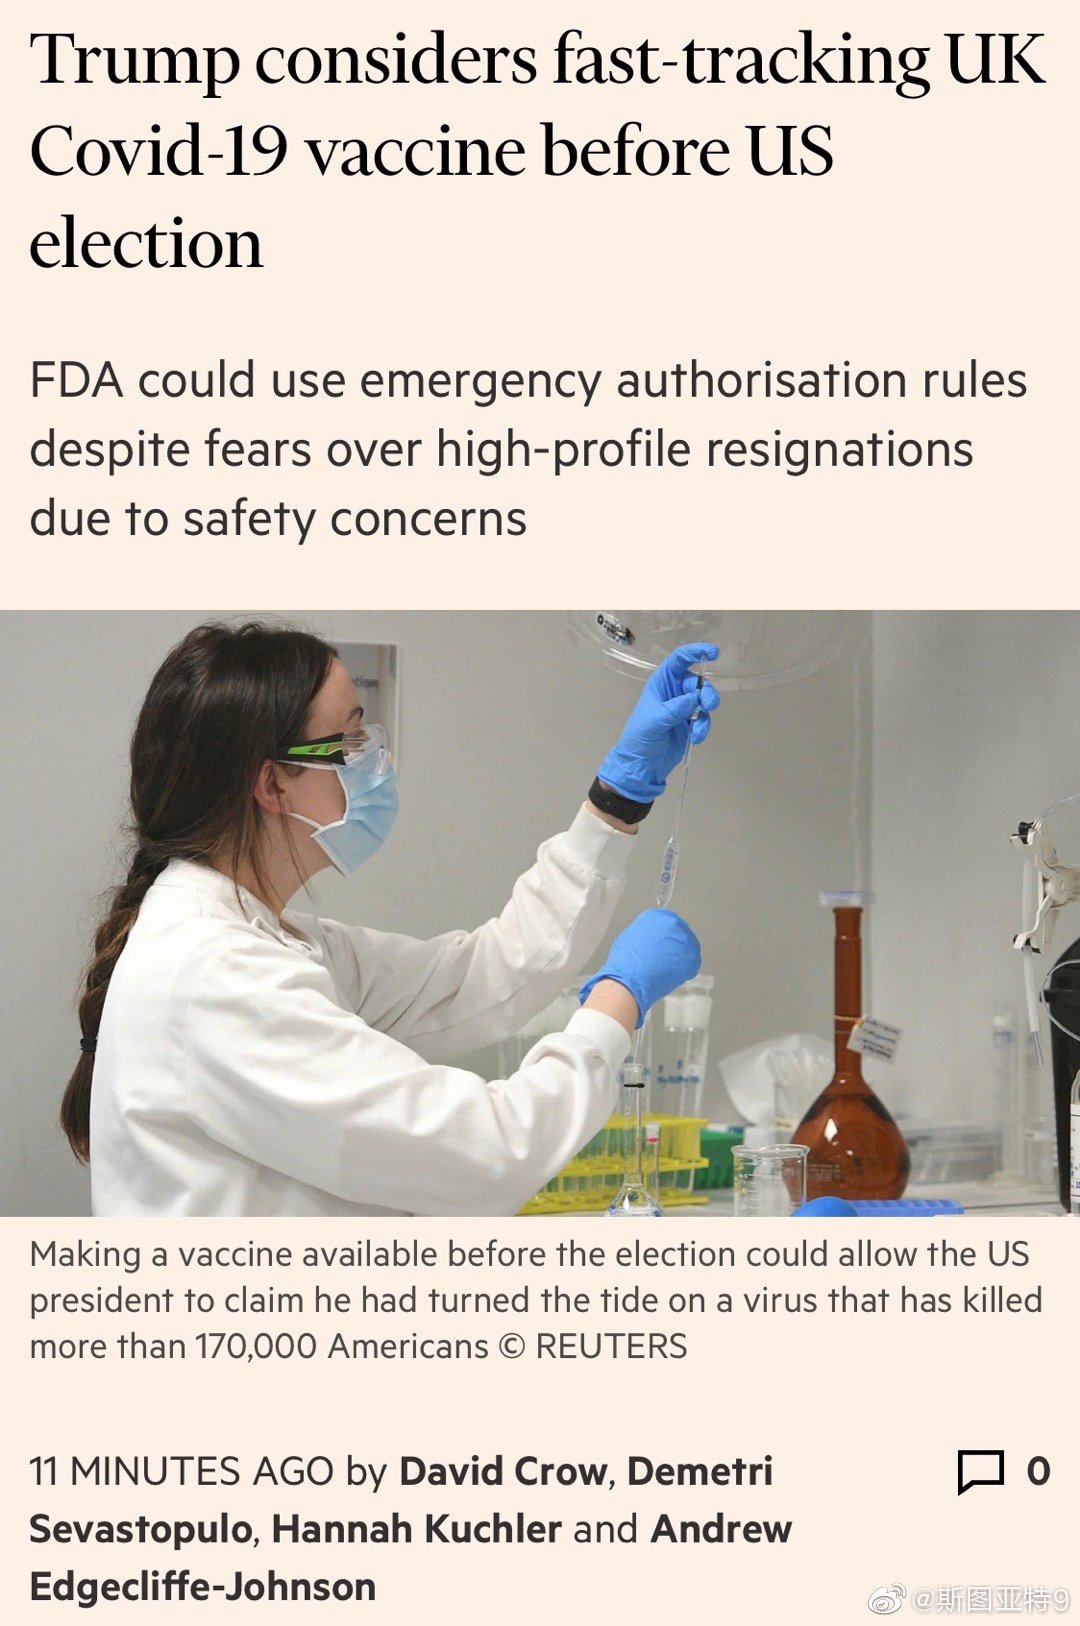 Trump considers fast-tracking UK
Covid-19 vaccine before US
election
FDA could use emergency authorisation rules
despite fears over high-profile resignations
due to safety concerns
Making a vaccine available before the election could allow the US
president to claim he had turned the tide on a virus that has killed
more than 170,000 Americans © REUTERS
11 MINUTES AGO by David Crow, Demetri
Sevastopulo, Hannah Kuchler and Andrew
Edgecliffe-Johnson
0
@斯图亚特9